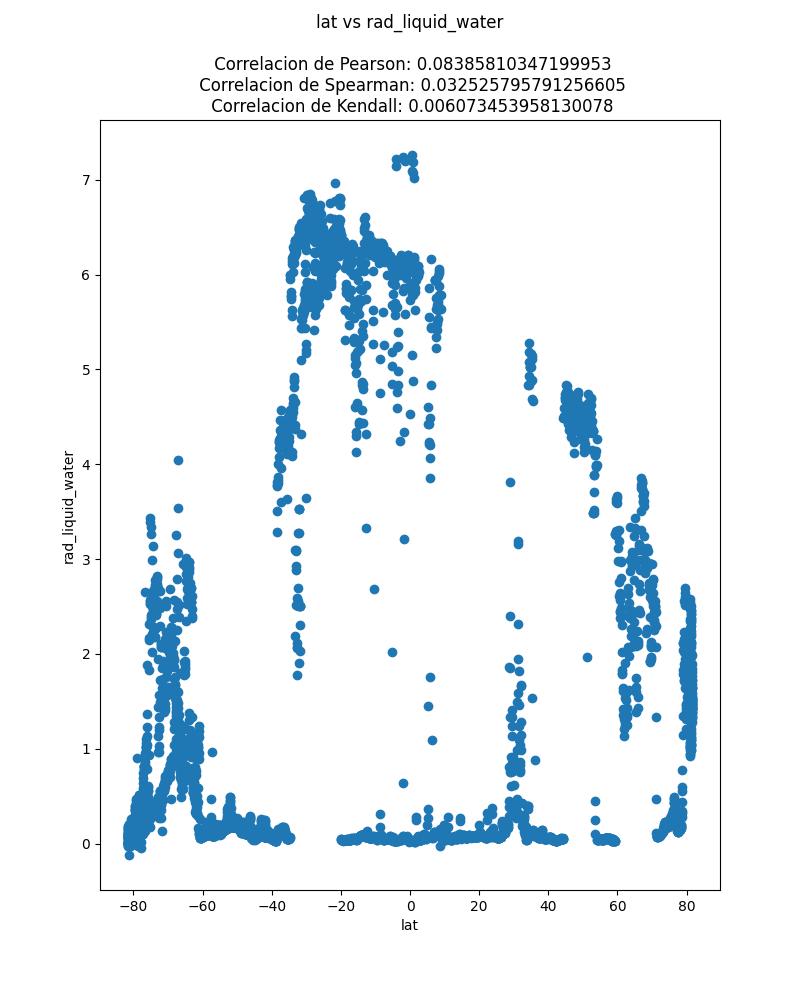 lat vs rad_liquid_water
Correlacion de Pearson: 0.08385810347199953
Correlacion de Spearman: 0.032525795791256605
Correlacion de Kendall: 0.006073453958130078
7
6
5
4
3
2
1
0
rad_liquid_water
−80 −60 −40 −20 0 20 40 60 80
lat